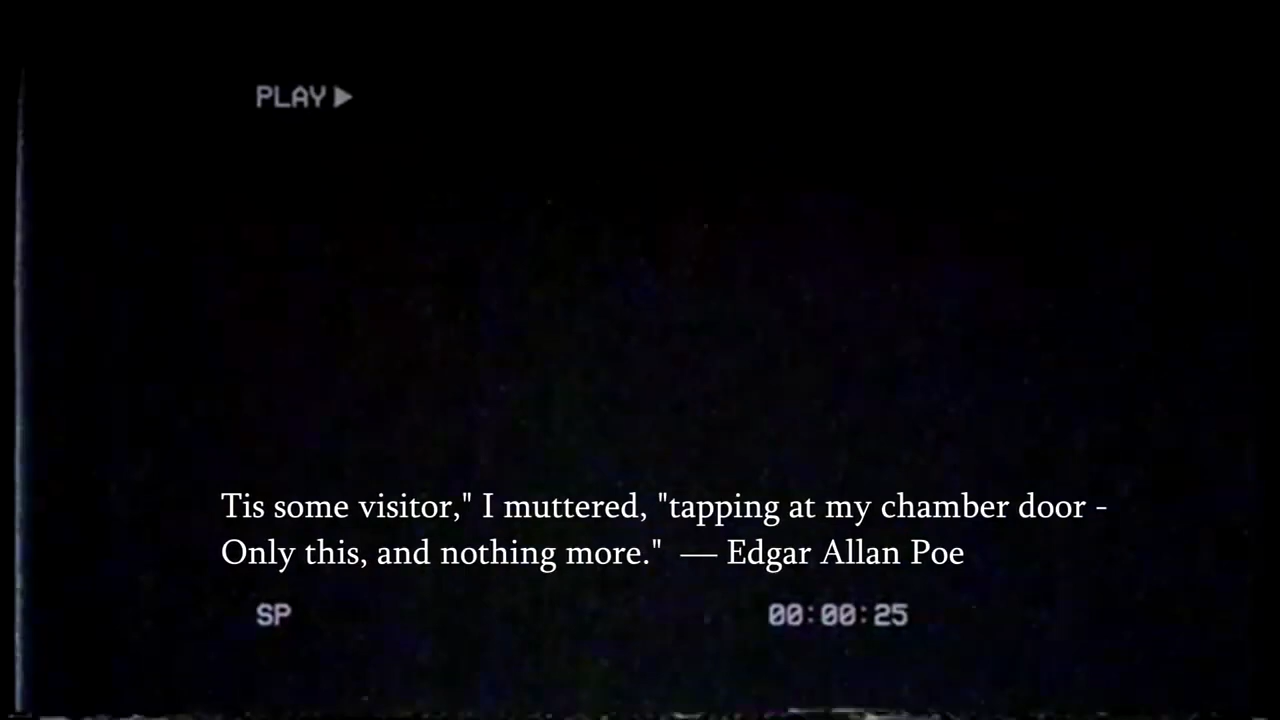 PLAY ▶
Tis some visitor," I muttered, "tapping at my chamber door -
Only this, and nothing more."  — Edgar Allan Poe
SP 00:00:25